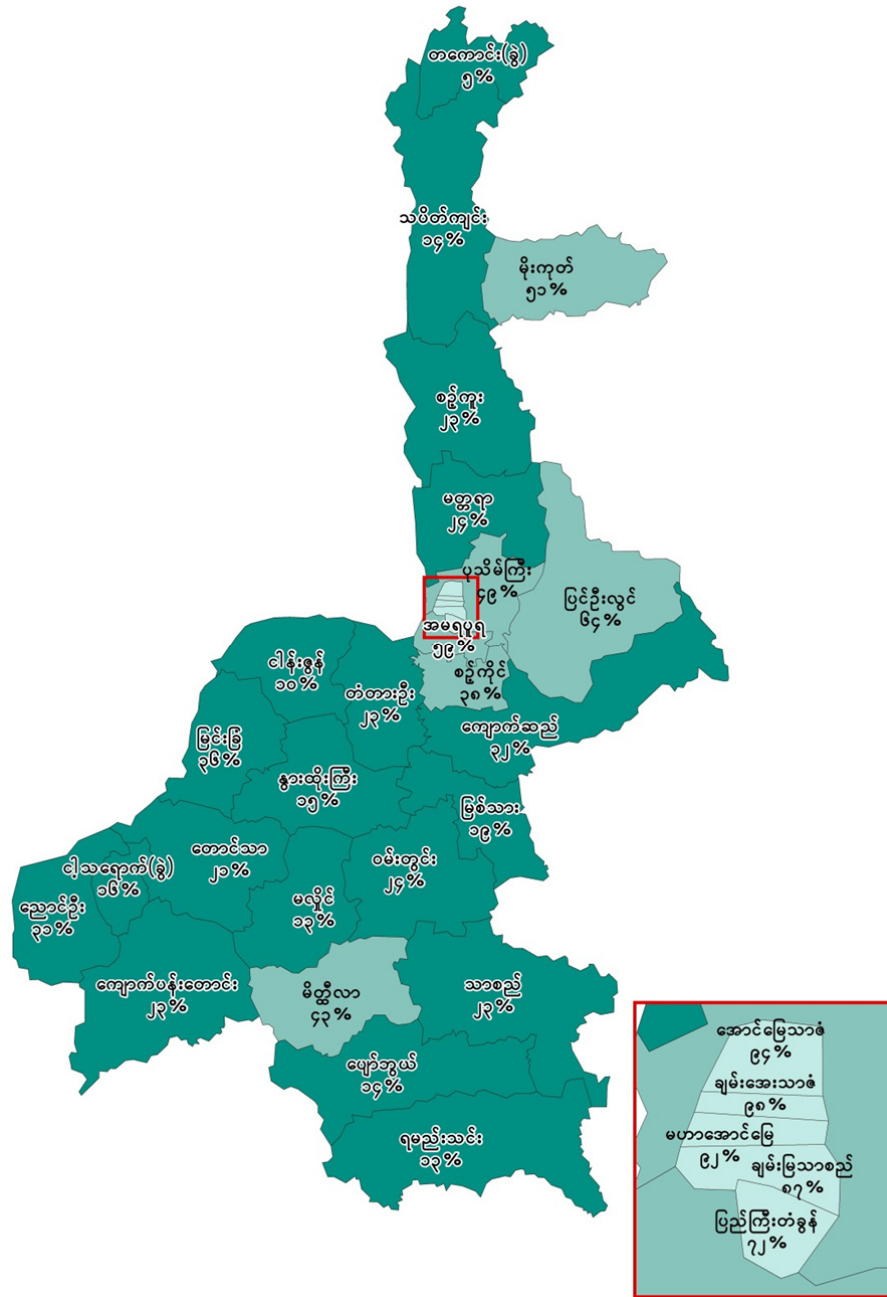 တကောင်း(ခွဲ)
၅%
သပိတ်ကျင်း
၁၄%
မိုးကုတ်
၅၁%
စဉ့်ကူး
၂၃%
မတ္တရာ
၂၄%
ပုသိမ်ကြီး
၄၉%
ပြင်ဦးလွင်
၆၄%
အမရပူရ
၅၉%
စဉ့်ကိုင်
၃၈%
ငါန်းဇွန်
၁၀%
တံတားဦး
၂၃%
ကျောက်ဆည်
၃၂%
မြင်းခြံ
၃၆%
နွားထိုးကြီး
၁၅%
မြစ်သား
၁၉%
တောင်သာ
၂၁%
ဝမ်းတွင်း
၂၄%
ငါ့သရောက်(ခွဲ)
၁၆%
မလှိုင်
၁၃%
ညောင်ဦး
၃၁%
ကျောက်ပန်းတောင်း
၂၃%
မိတ္ထီလာ
၄၃%
သာစည်
၂၃%
ပျော်ဘွယ်
၁၄%
ရမည်းသင်း
၁၃%
အောင်မြေသာဇံ
၉၄%
ချမ်းအေးသာဇံ
၉၈%
မဟာအောင်မြေ
၉၂%
ချမ်းမြသာစည်
၈၇%
ပြည်ကြီးတံခွန်
၇၂%